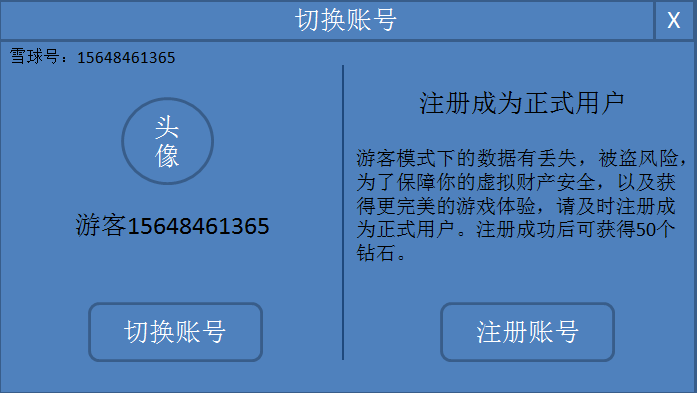 切换账号 X
雪球号：15648461365
头
像
游客15648461365
切换账号
注册成为正式用户
游客模式下的数据有丢失，被盗风险，
为了保障你的虚拟财产安全，以及获
得更完美的游戏体验，请及时注册成
为正式用户。注册成功后可获得50个
钻石。
注册账号